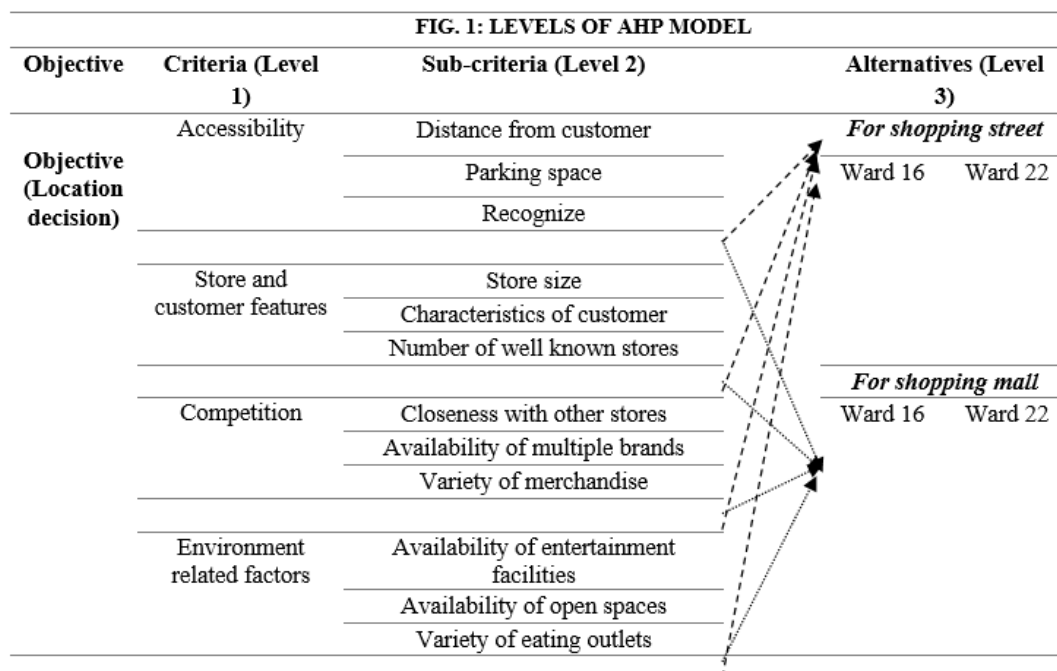 FIG. 1: LEVELS OF AHP MODEL
Objective Criteria (Level 1) Sub-criteria (Level 2) Alternatives (Level 3)
Objective (Location decision)
Accessibility
Distance from customer
Parking space
Recognize
Store and
customer features
Store size
Characteristics of customer
Number of well known stores
Competition
Closeness with other stores
Availability of multiple brands
Variety of merchandise
Environment
related factors
Availability of entertainment
facilities
Availability of open spaces
Variety of eating outlets
For shopping street
Ward 16 Ward 22
For shopping mall
Ward 16 Ward 22